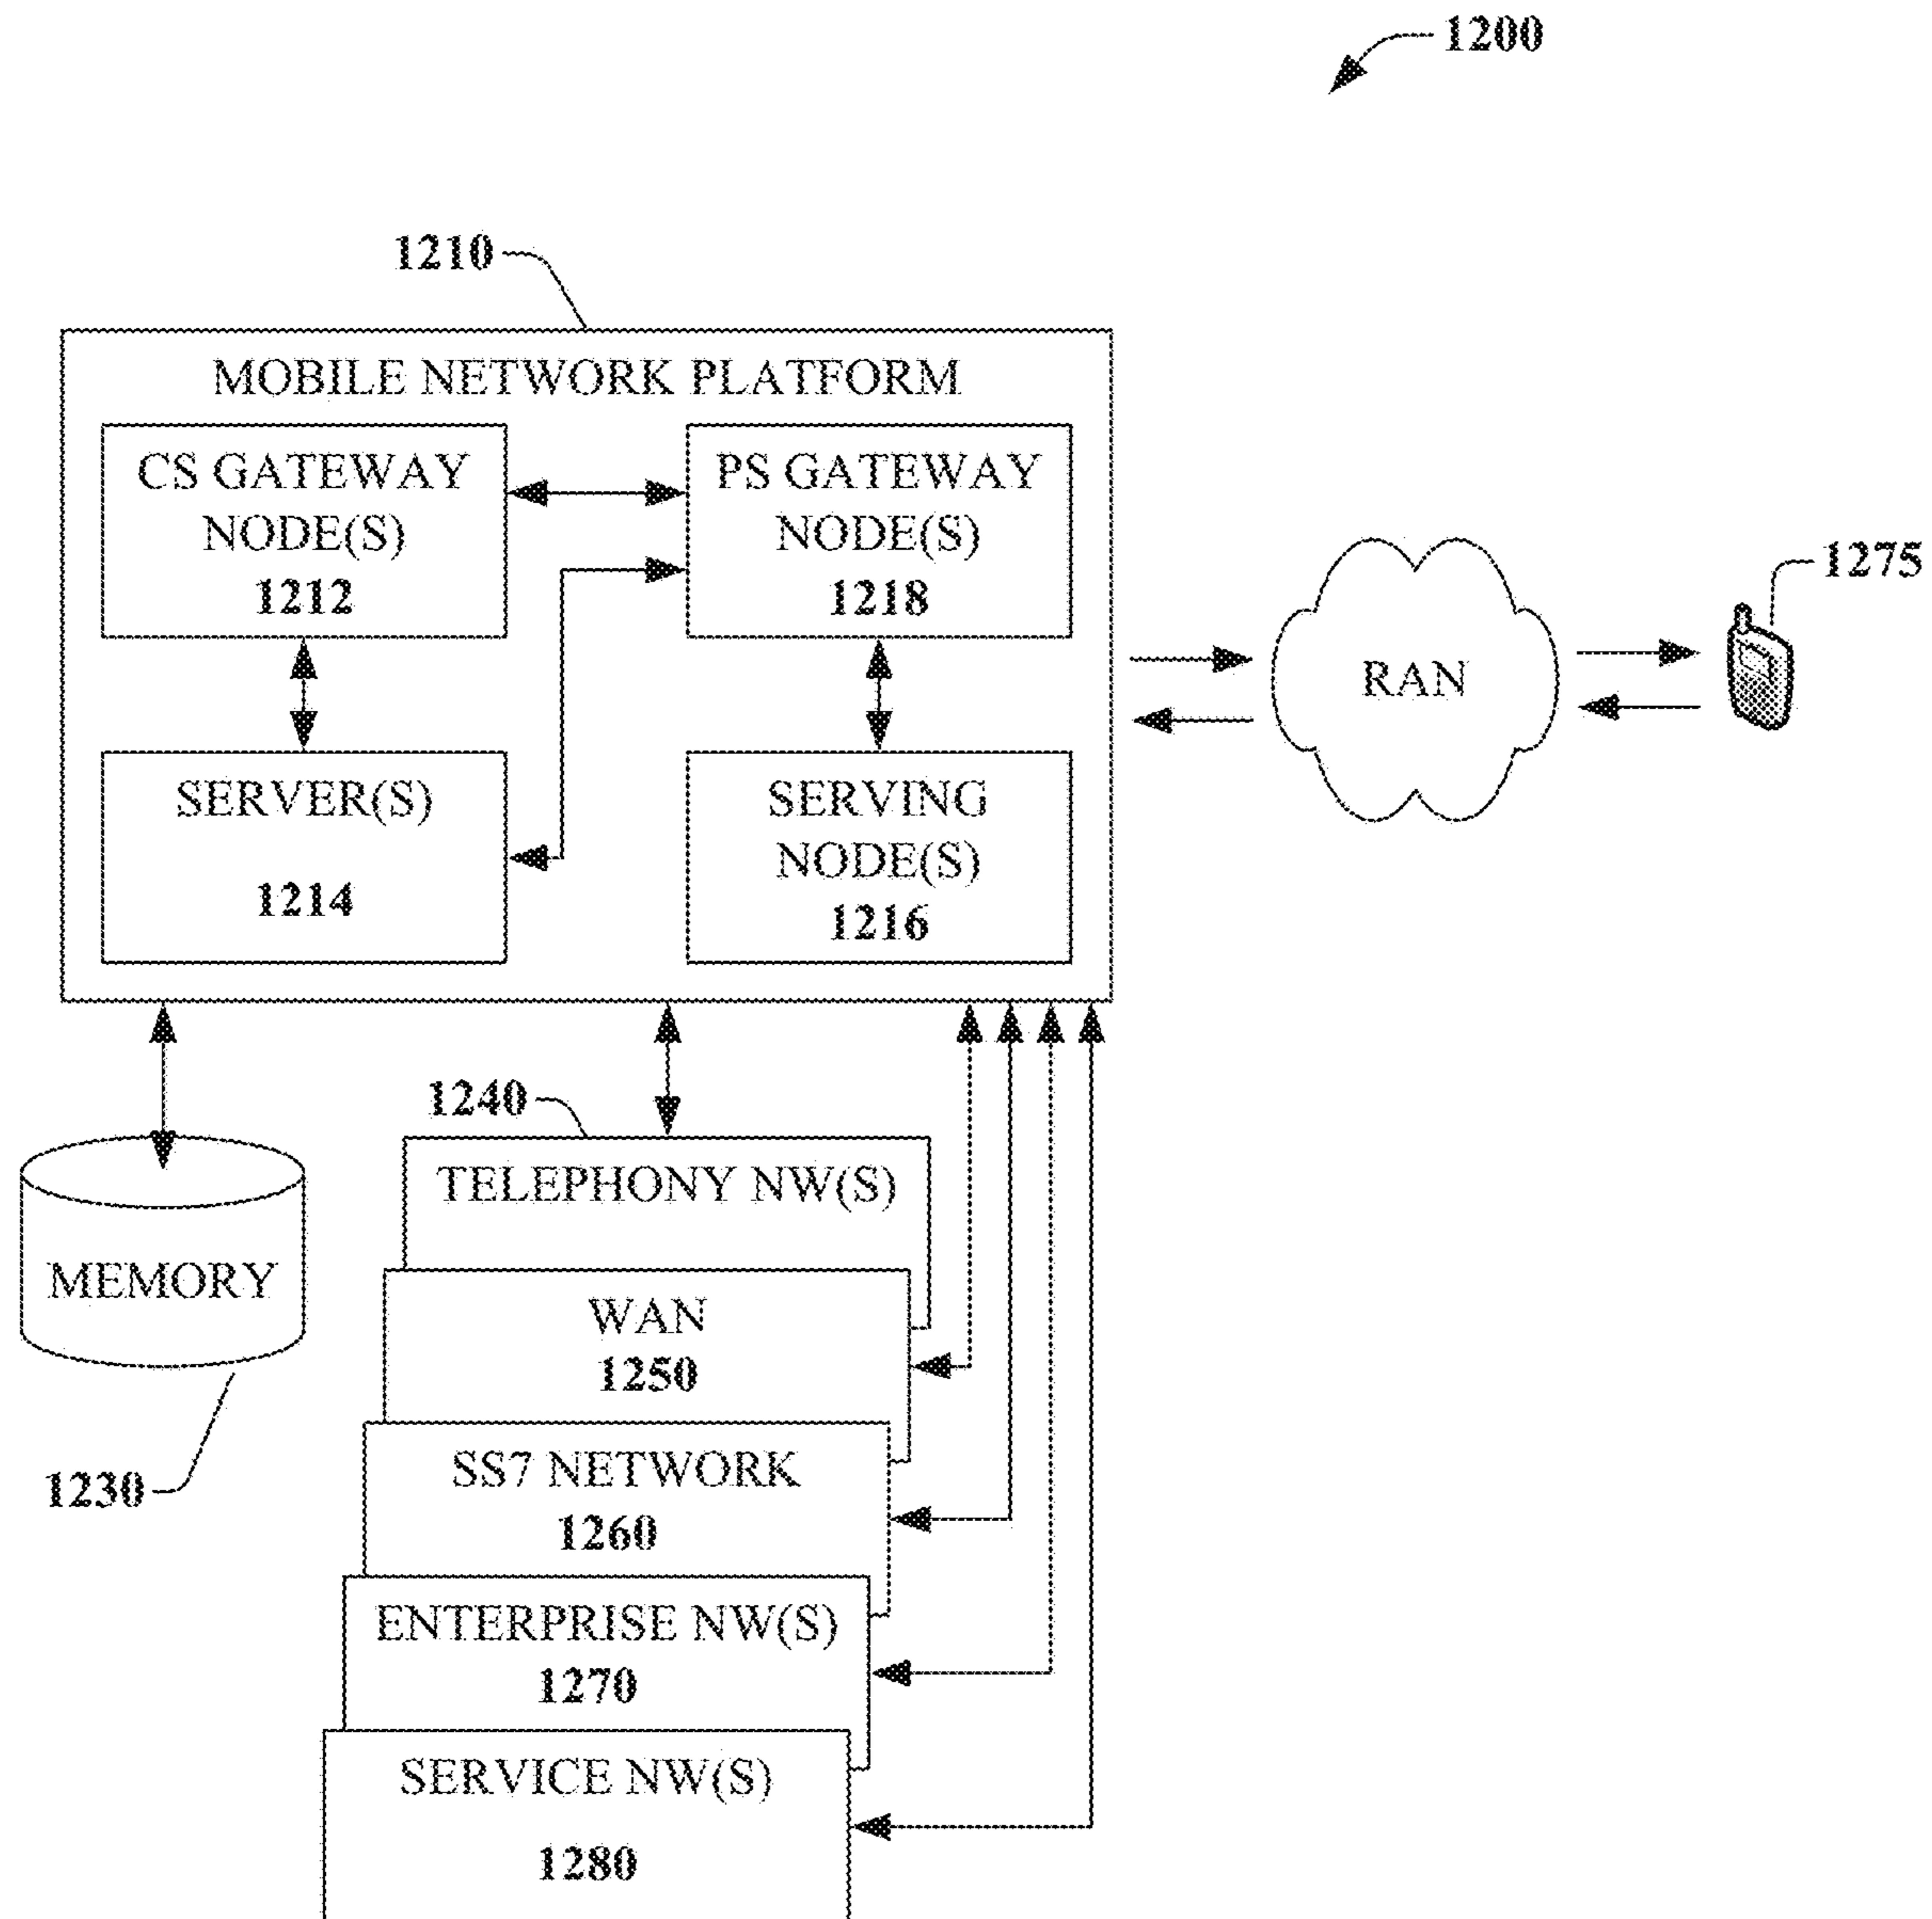 1200
1210
MOBILE NETWORK PLATFORM
CS GATEWAY
NODE(S)
1212
PS GATEWAY
NODE(S)
1218
SERVER(S)
1214
SERVING
NODE(S)
1216
RAN
1275
1240
TELEPHONY NW(S)
MEMORY
1230
WAN
1250
SS7 NETWORK
1260
ENTERPRISE NW(S)
1270
SERVICE NW(S)
1280